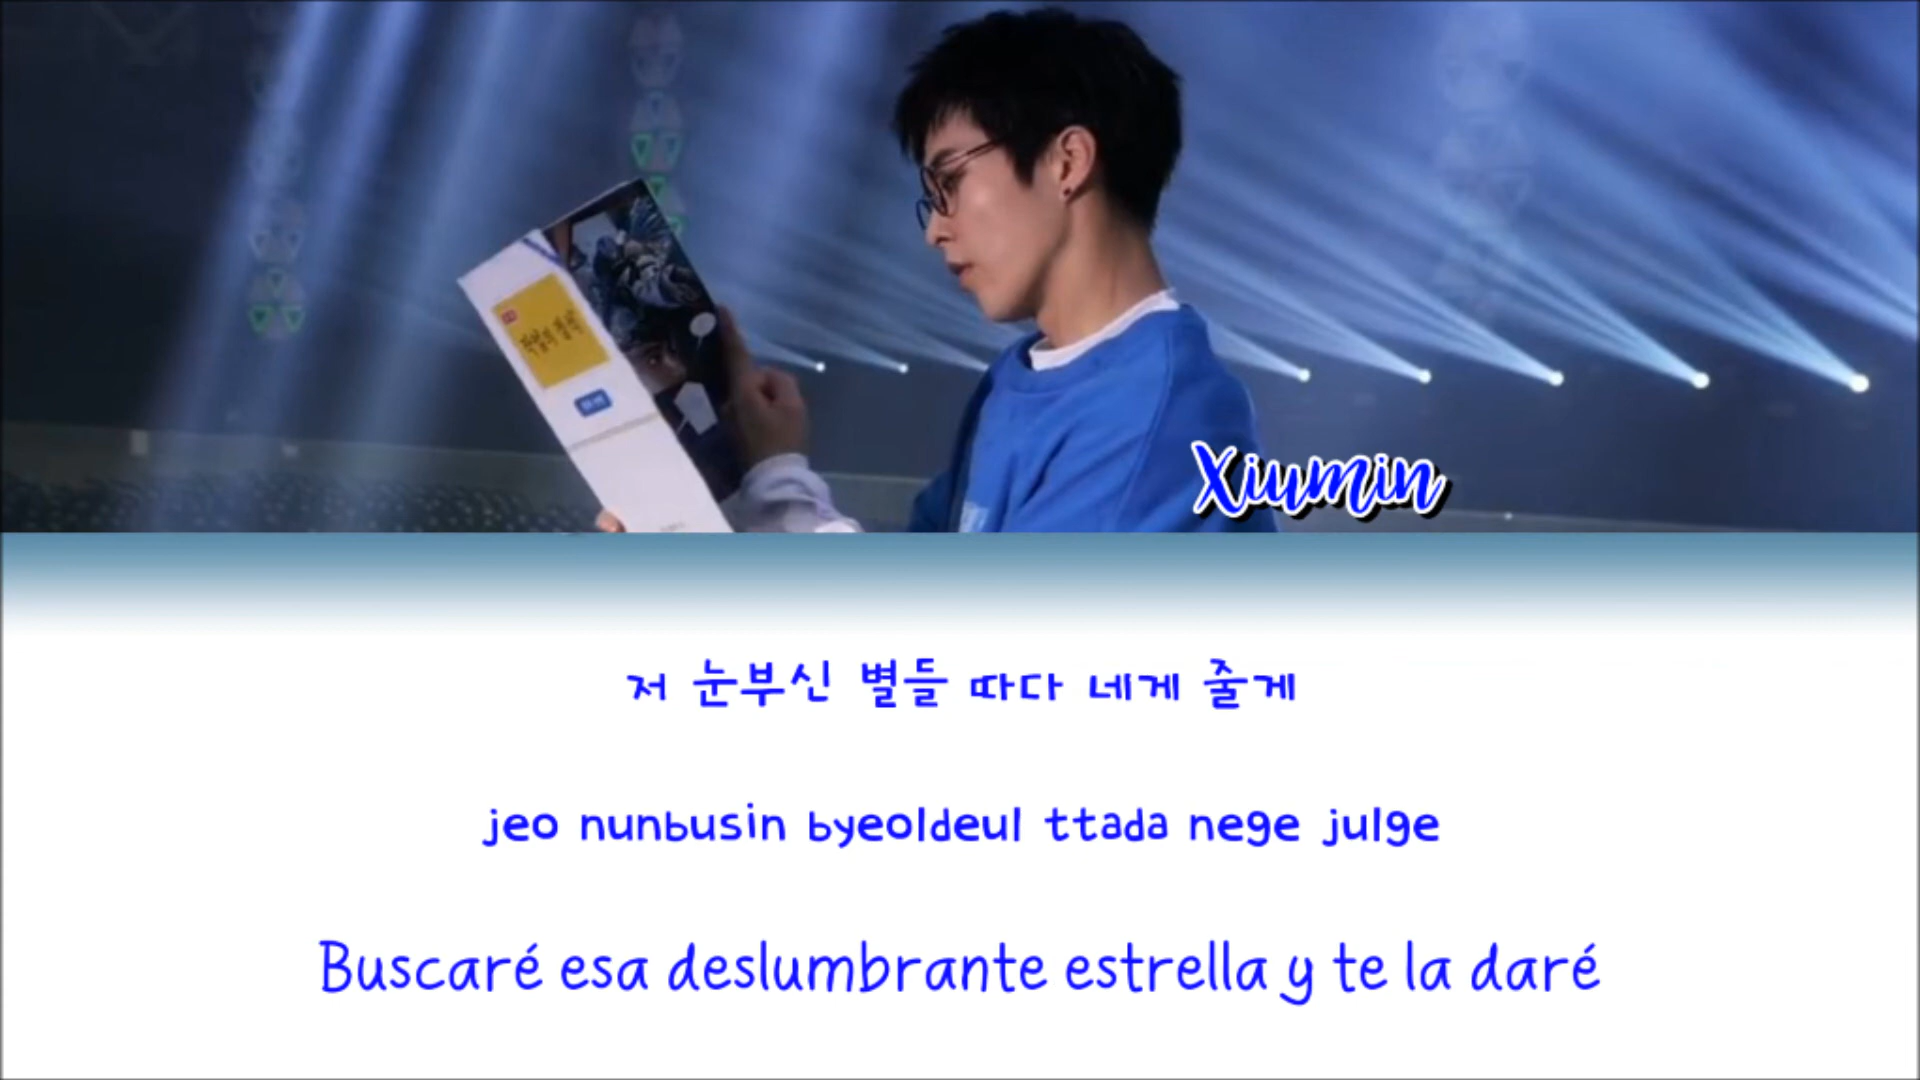 Xiumin
저 눈부신 별들 따다 네게 줄게
jeo nunbusin byeoldeul ttada nege julge
Buscaré esa deslumbrante estrella y te la daré